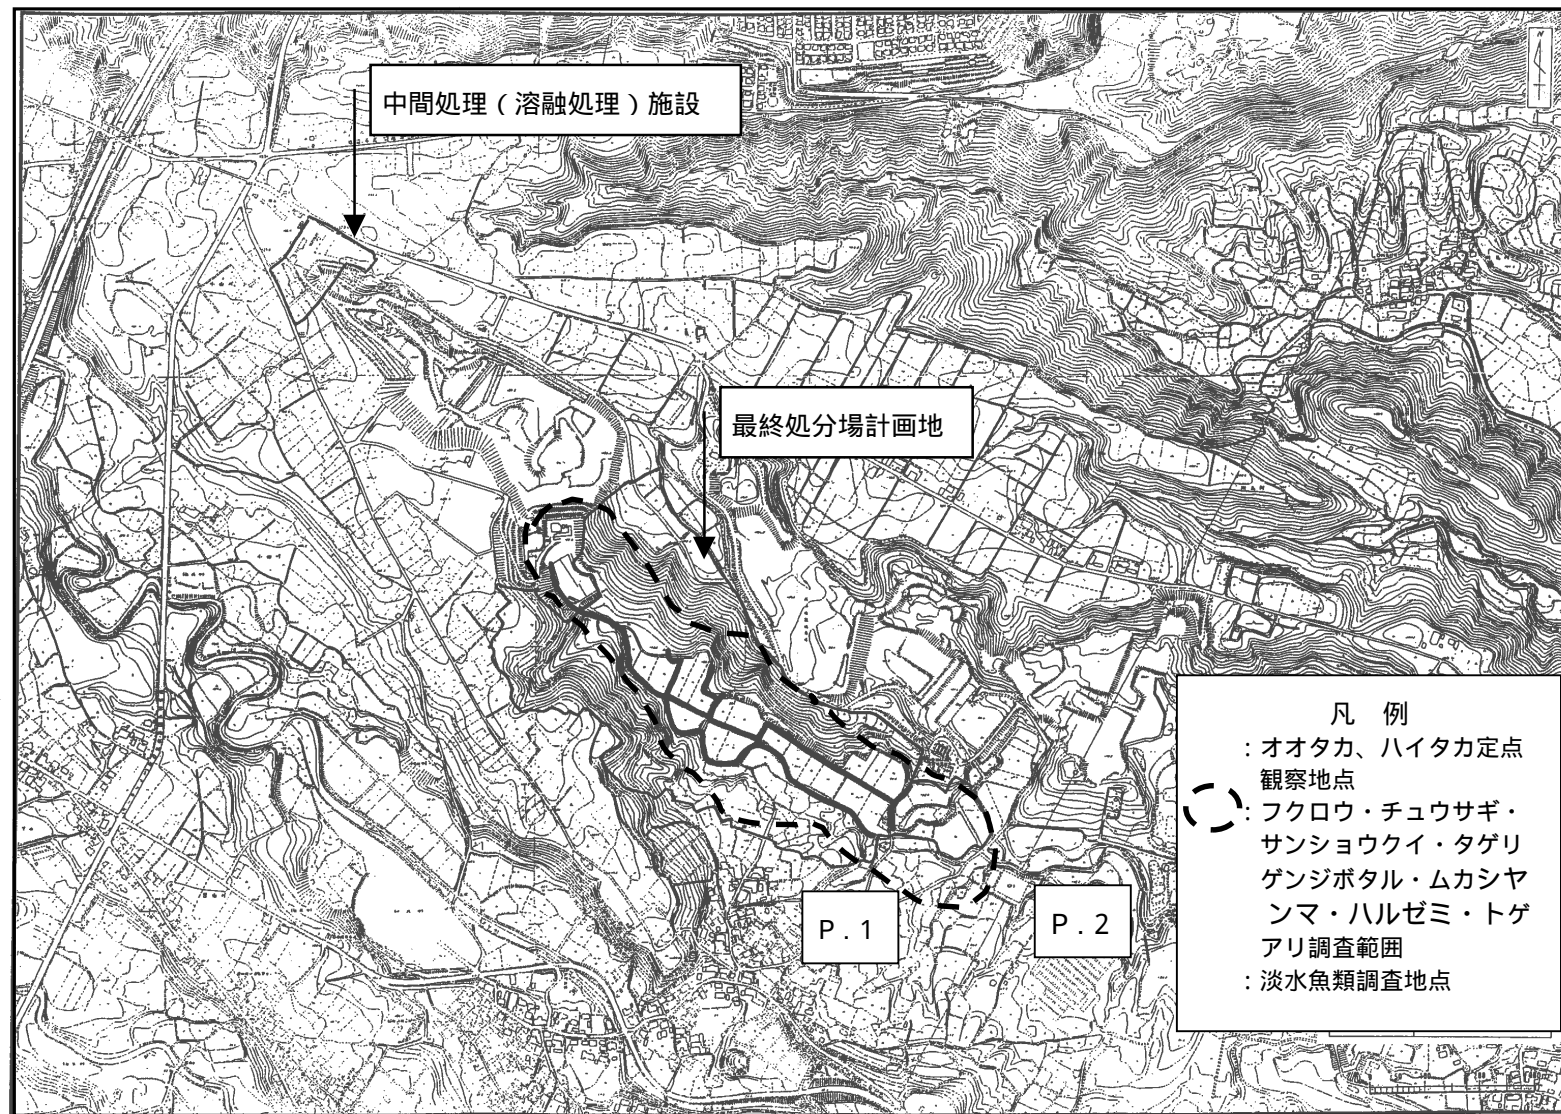 中間処理（溶融処理）施設
最終処分場計画地
P．1
P．2
凡　例
：オオタカ、ハイタカ定点
観察地点
：フクロウ・チュウサギ・
サンショウクイ・タゲリ
ゲンジボタル・ムカシヤ
ンマ・ハルゼミ・トゲ
アリ調査範囲
：淡水魚類調査地点